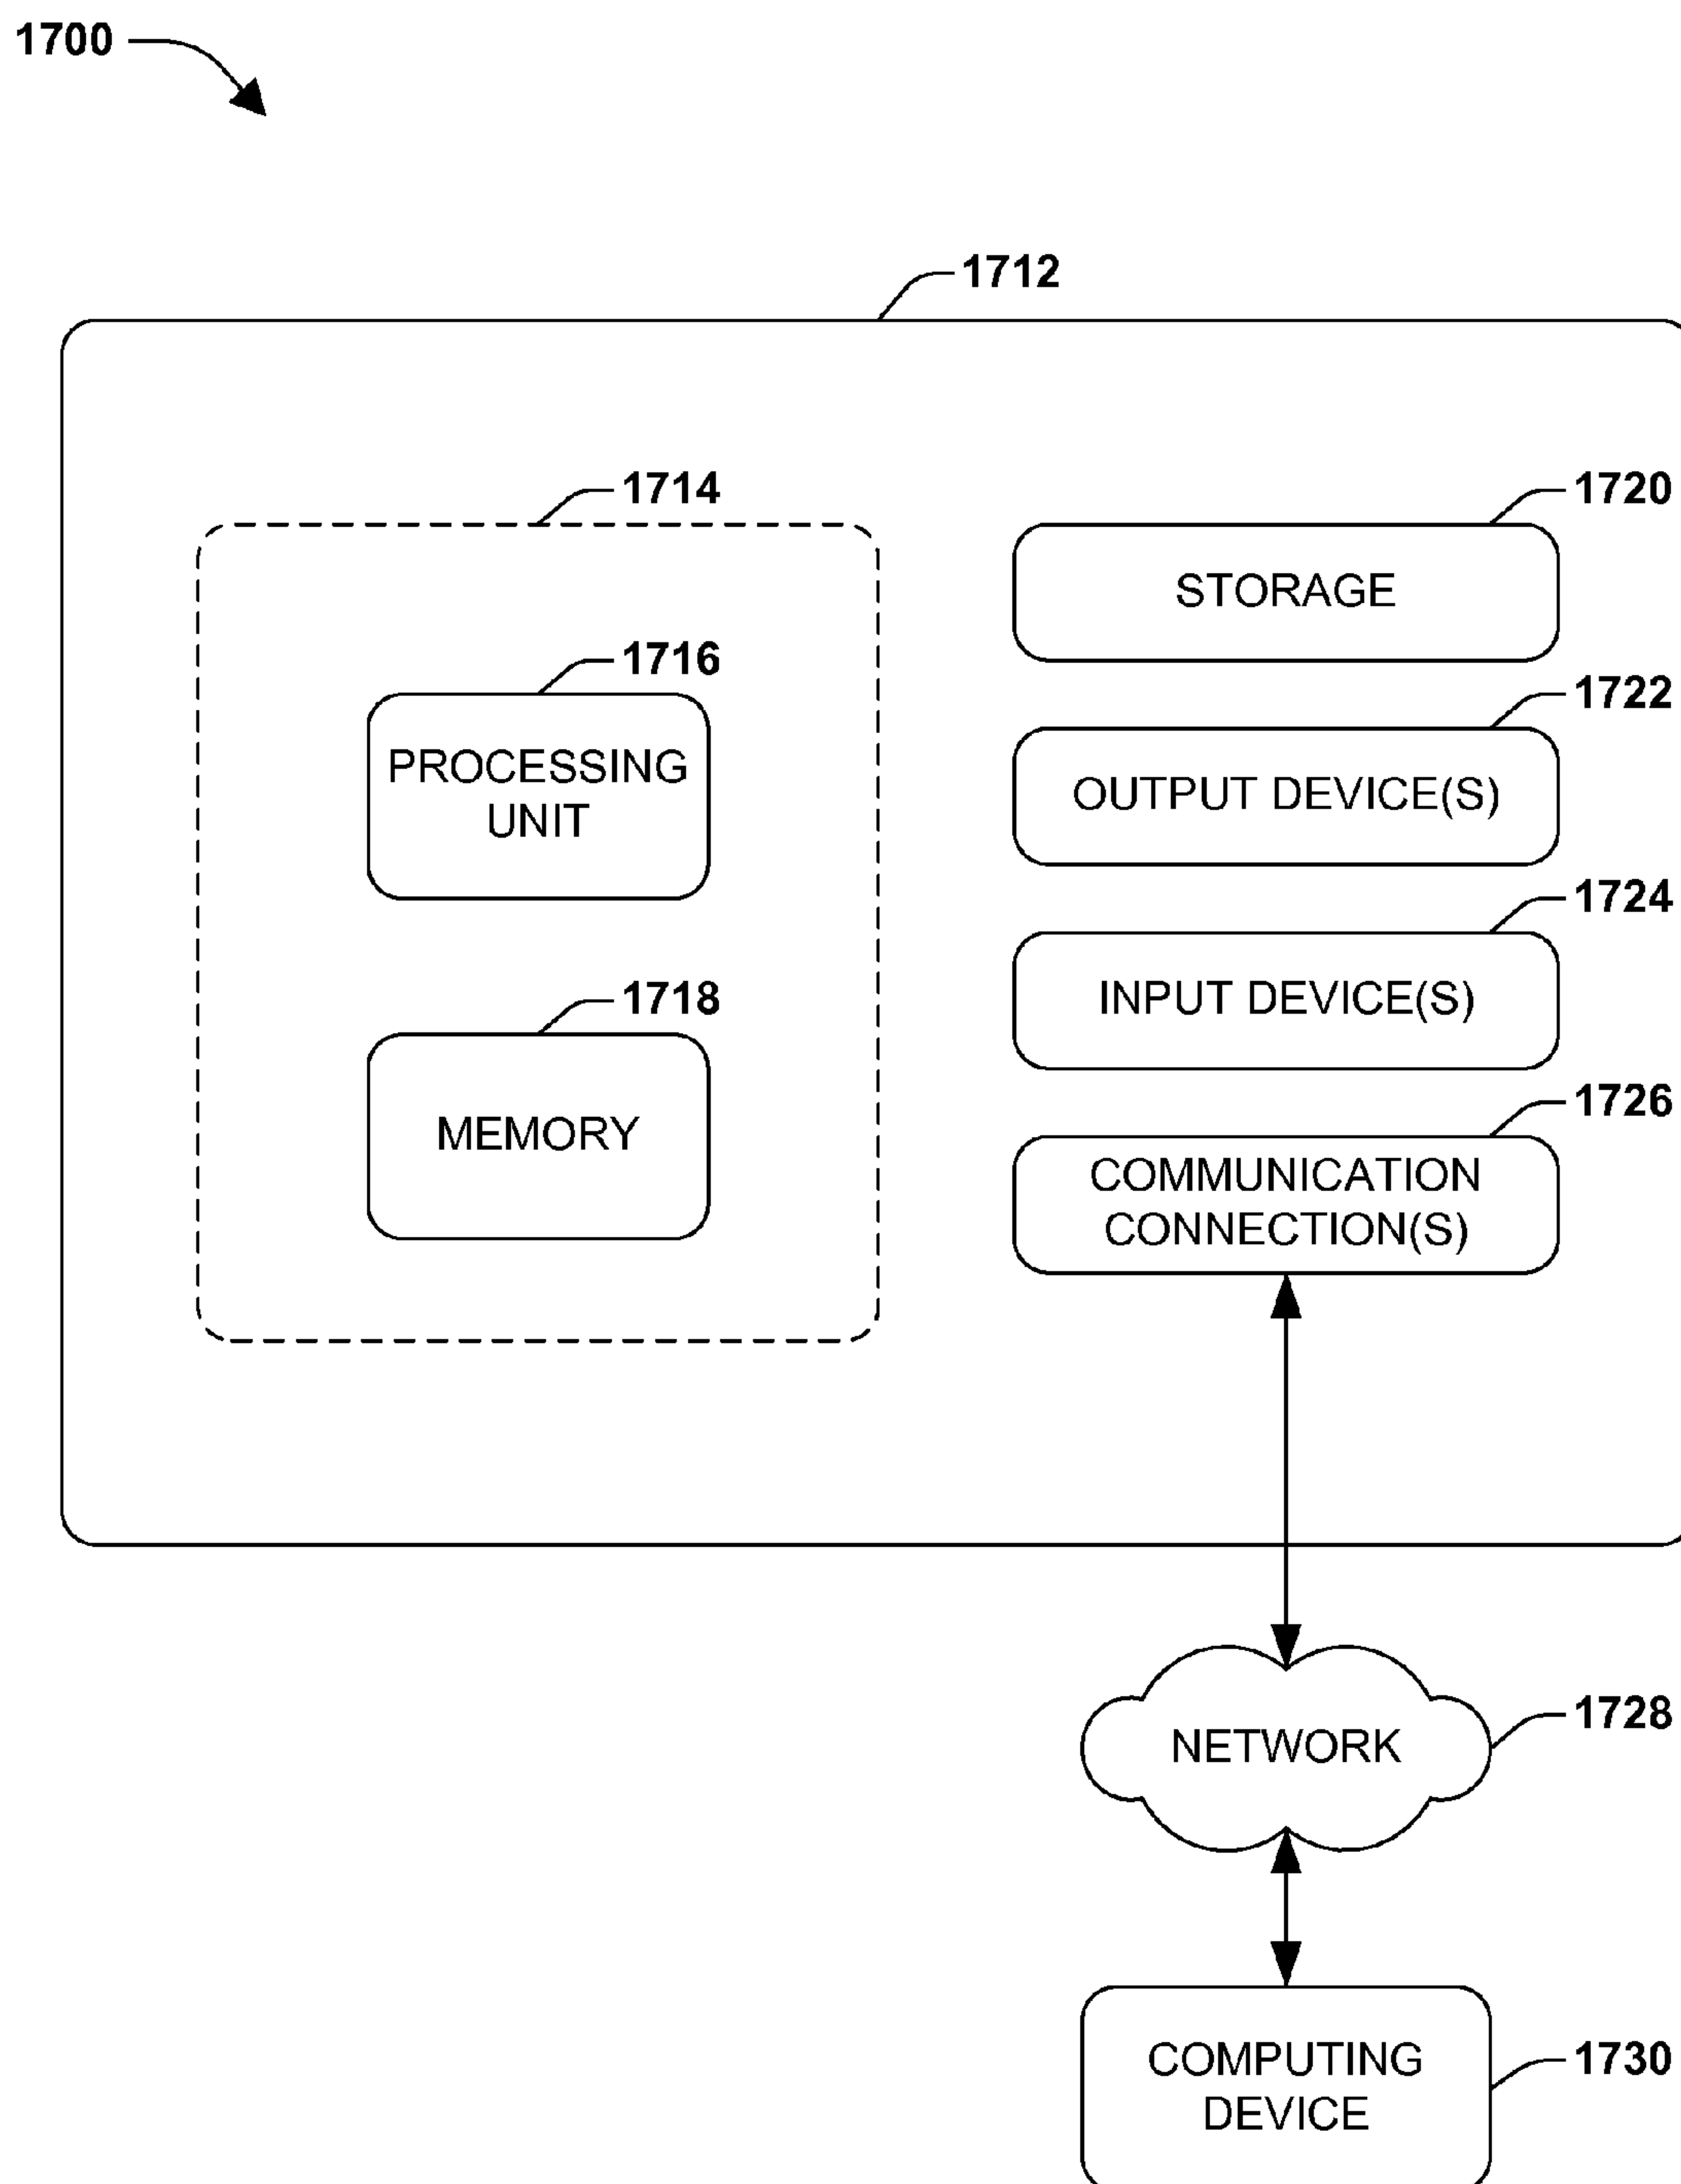 1700
1712
1714
1720
STORAGE
1716
1722
PROCESSING
UNIT
OUTPUT DEVICE(S)
1724
1718
INPUT DEVICE(S)
1726
MEMORY
COMMUNICATION
CONNECTION(S)
1728
NETWORK
1730
COMPUTING
DEVICE